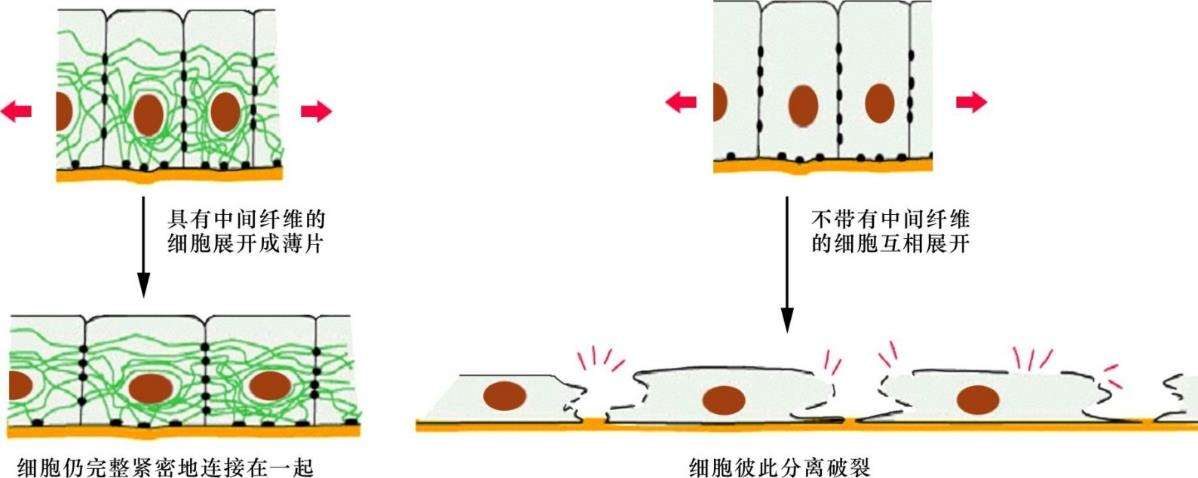 具有中间纤维的
细胞展开成薄片
不带有中间纤维
的细胞互相展开
细胞仍完整紧密地连接在一起
细胞彼此分离破裂